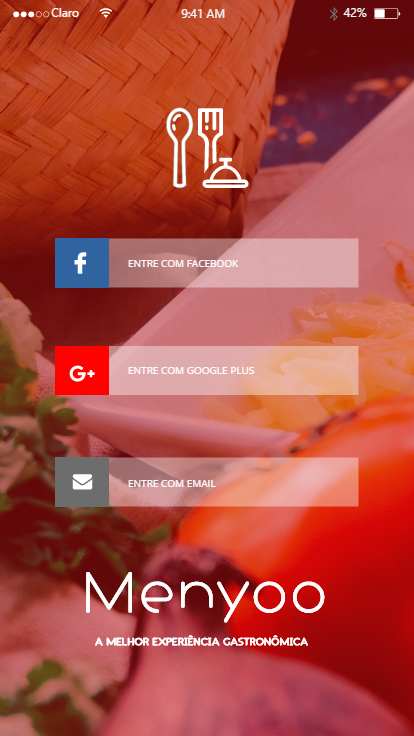 Claro 9:41 AM 42%
ENTRE COM FACEBOOK
G+ ENTRE COM GOOGLE PLUS
ENTRE COM EMAIL
Menyoo
A MELHOR EXPERIÊNCIA GASTRONÔMICA